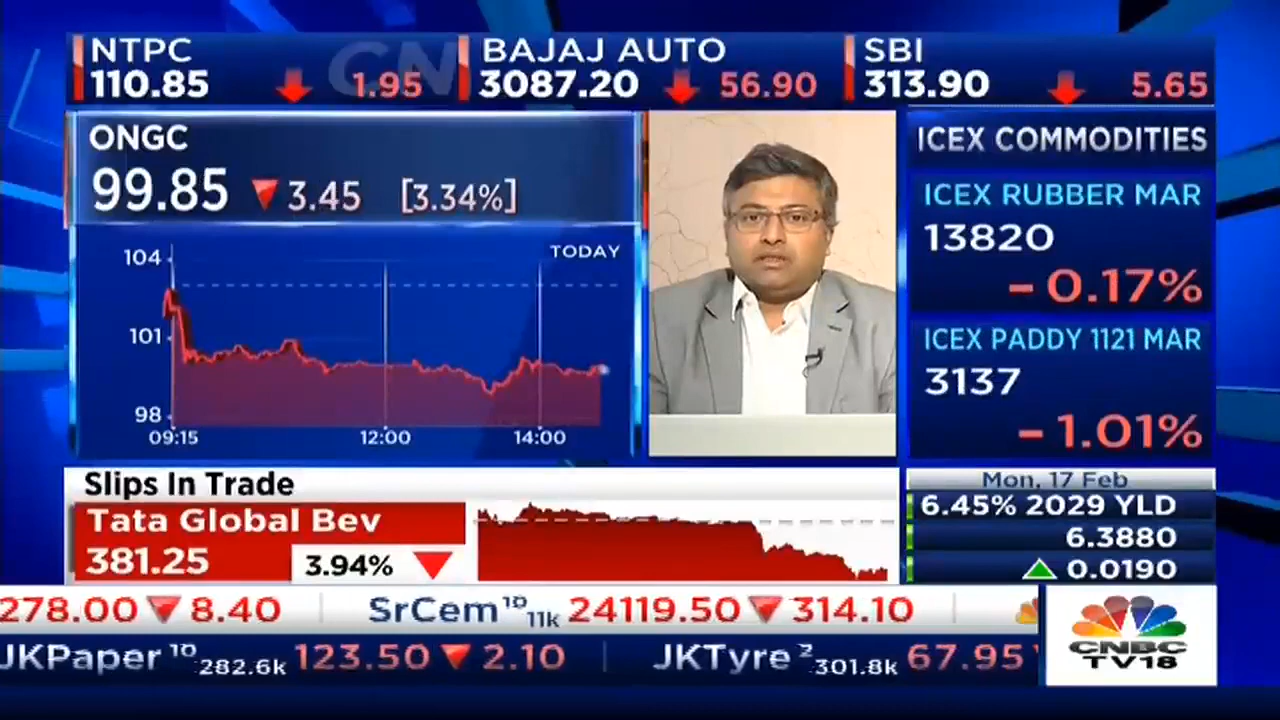 NTPC
110.85 1.95
BAJAJ AUTO
3087.20 56.90
SBI
313.90 5.65
ONGC
99.85 3.45 [3.34%]
TODAY
104
101
98
09:15 12:00 14:00
ICEX COMMODITIES
ICEX RUBBER MAR
13820
- 0.17%
ICEX PADDY 1121 MAR
3137
- 1.01%
Slips In Trade
Tata Global Bev
381.25 3.94%
Mon, 17 Feb
6.45% 2029 YLD
6.3880
0.0190
278.00 8.40 SrCem 1D 11k 24119.50 314.10
JKPaper 1D 282.6k 123.50 2.10 JKTyre 2 301.8k 67.95
CNBC
TV18